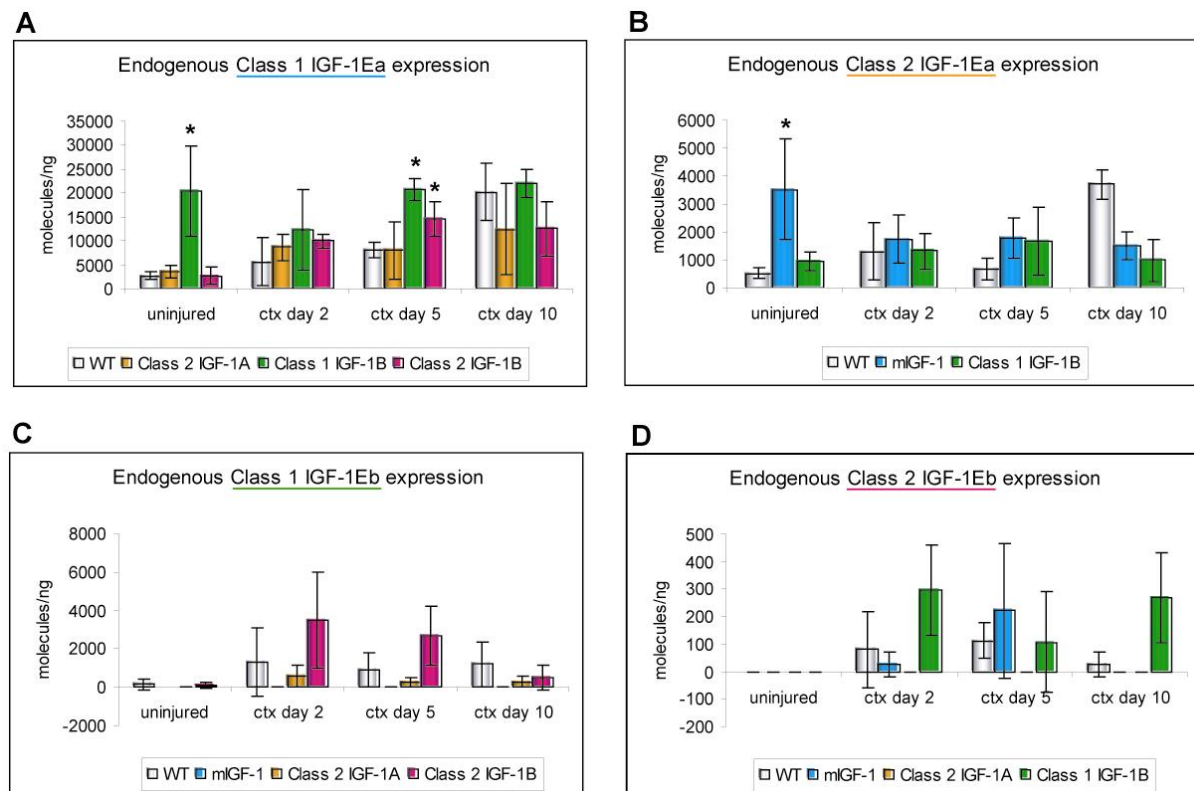 A
Endogenous Class 1 IGF-1Ea expression
molecules/ng
35000
30000
25000
20000
15000
10000
5000
0
*
*
*
uninjured ctx day 2 ctx day 5 ctx day 10
WT Class 2 IGF-1A Class 1 IGF-1B Class 2 IGF-1B
B
Endogenous Class 2 IGF-1Ea expression
molecules/ng
6000
5000
4000
3000
2000
1000
0
*
uninjured ctx day 2 ctx day 5 ctx day 10
WT mIGF-1 Class 1 IGF-1B
C
Endogenous Class 1 IGF-1Eb expression
molecules/ng
8000
6000
4000
2000
0
-2000
uninjured ctx day 2 ctx day 5 ctx day 10
WT mIGF-1 Class 2 IGF-1A Class 2 IGF-1B
D
Endogenous Class 2 IGF-1Eb expression
molecules/ng
500
400
300
200
100
0
-100
-200
uninjured ctx day 2 ctx day 5 ctx day 10
WT mIGF-1 Class 2 IGF-1A Class 1 IGF-1B